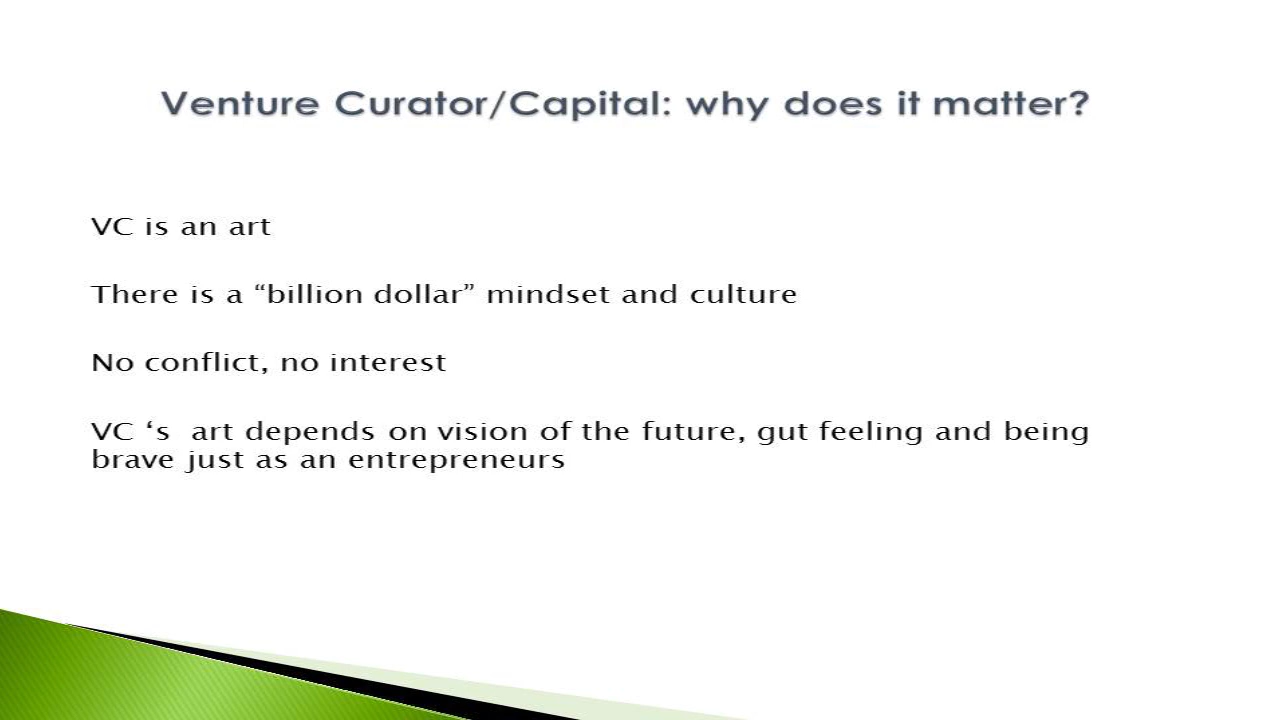 Venture Curator/Capital: why does it matter?
VC is an art
There is a “billion dollar” mindset and culture
No conflict, no interest
VC ‘s  art depends on vision of the future, gut feeling and being
brave just as an entrepreneurs